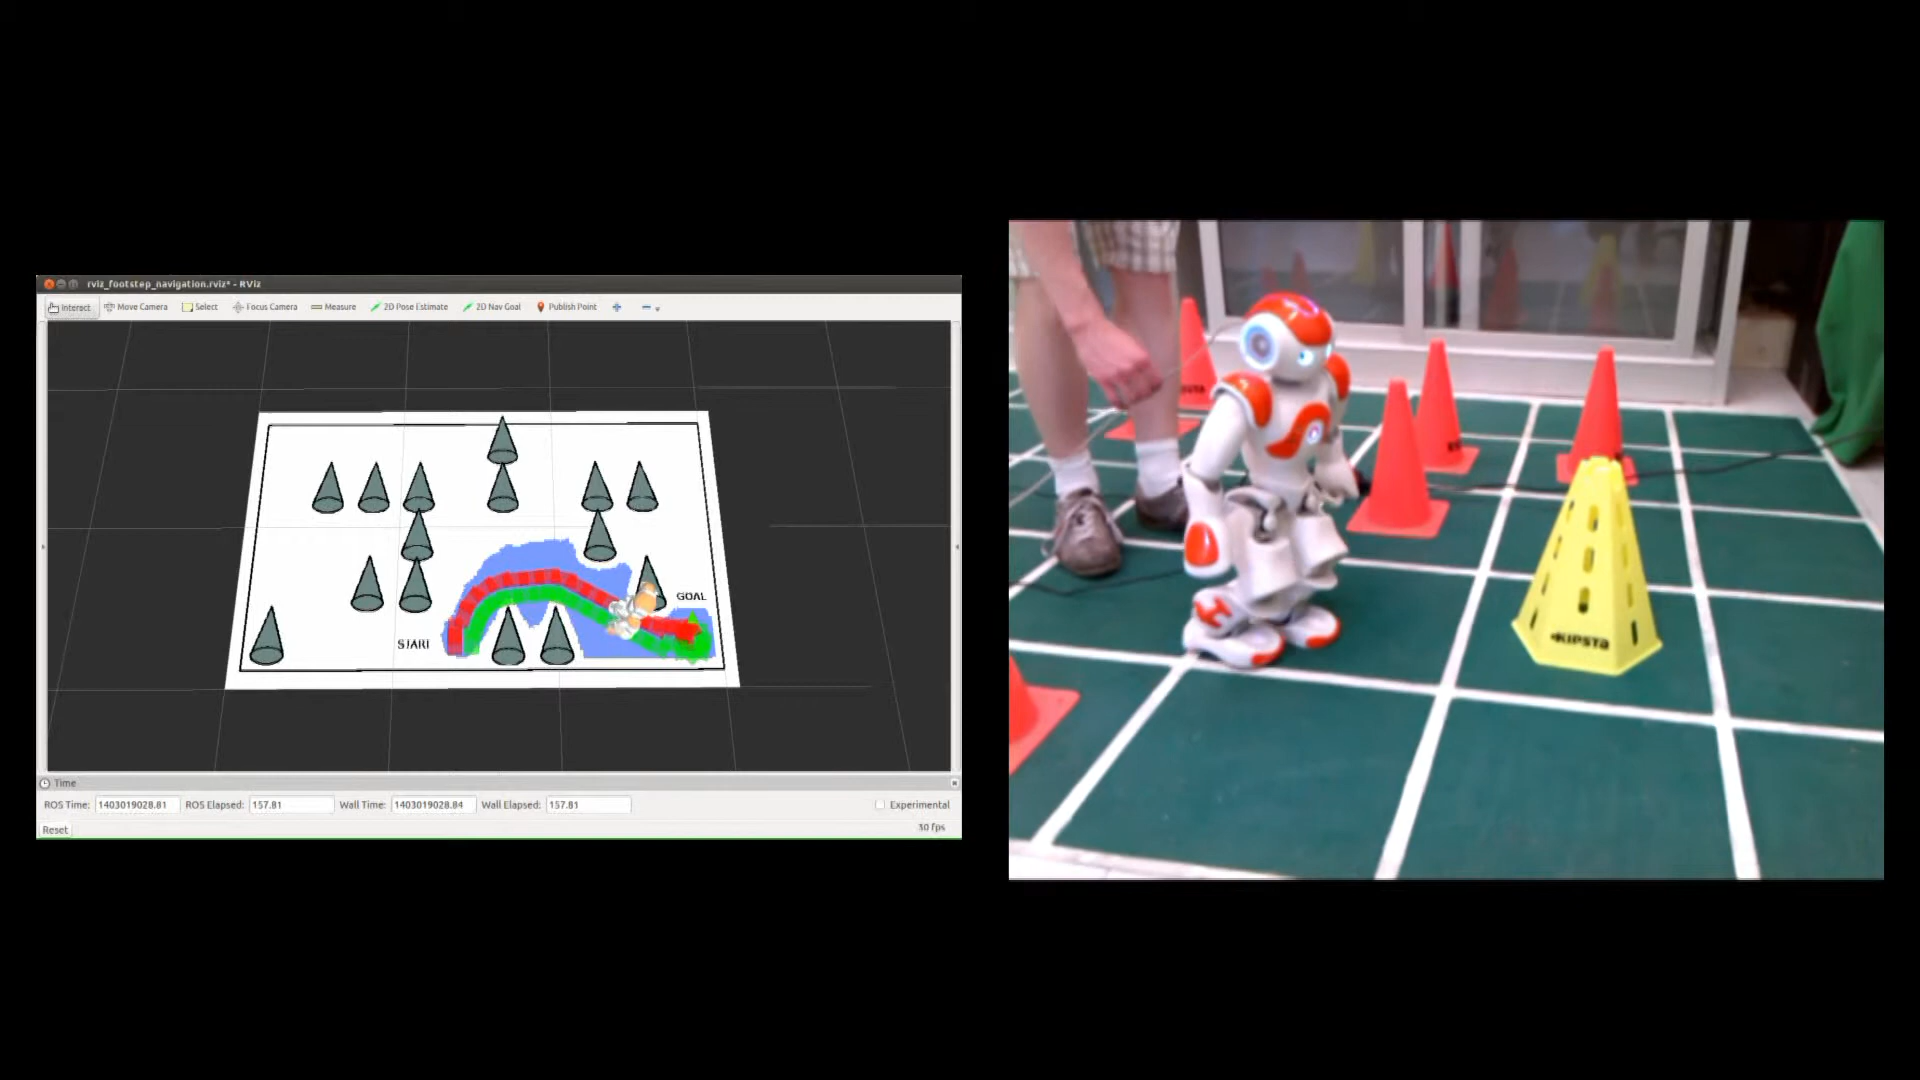 rviz_footstep_navigation.rviz* - RViz
Interact Move Camera Select Focus Camera Measure 2D Pose Estimate 2D Nav Goal Publish Point
GOAL
START
Time
ROS Time: 1403019028.81 ROS Elapsed: 157.81 Wall Time: 1403019028.84 Wall Elapsed: 157.81 Experimental
Reset 30 fps
KIPSTA